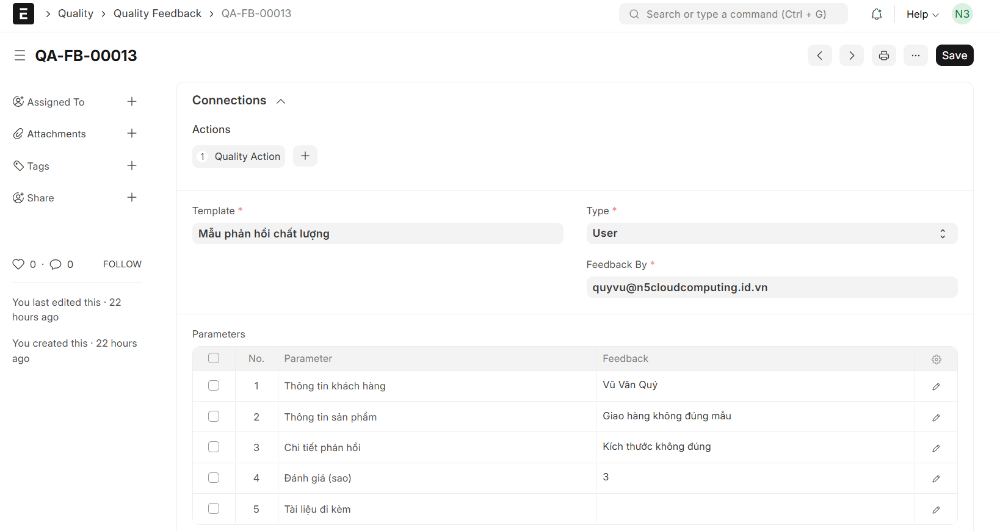 Quality
Quality Feedback
QA-FB-00013
Search or type a command (Ctrl + G)
Help
N3
QA-FB-00013
Save
Assigned To
Attachments
Tags
Share
0 · 0
FOLLOW
You last edited this · 22
hours ago
You created this · 22 hours
ago
Connections
Actions
1 Quality Action
Template *
Mẫu phản hồi chất lượng
Type *
User
Feedback By *
quyvu@n5cloudcomputing.id.vn
Parameters
No. Parameter Feedback
1 Thông tin khách hàng Vũ Văn Quý
2 Thông tin sản phẩm Giao hàng không đúng mẫu
3 Chi tiết phản hồi Kích thước không đúng
4 Đánh giá (sao) 3
5 Tài liệu đi kèm